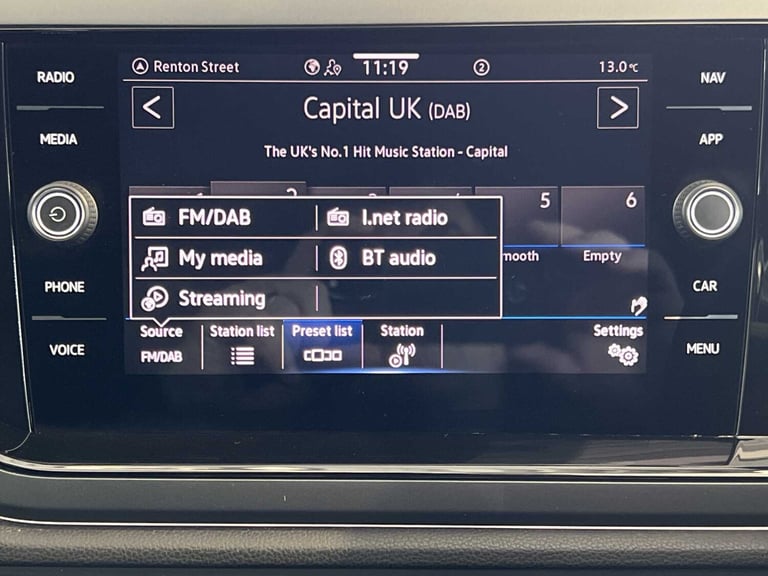 RADIO
MEDIA
PHONE
VOICE
Renton Street
11:19
2
13.0°C
Capital UK (DAB)
The UK's No.1 Hit Music Station - Capital
2
5
6
FM/DAB
I.net radio
My media
BT audio
Streaming
mooth
Empty
Source
FM/DAB
Station list
Preset list
Station
Settings
NAV
APP
CAR
MENU